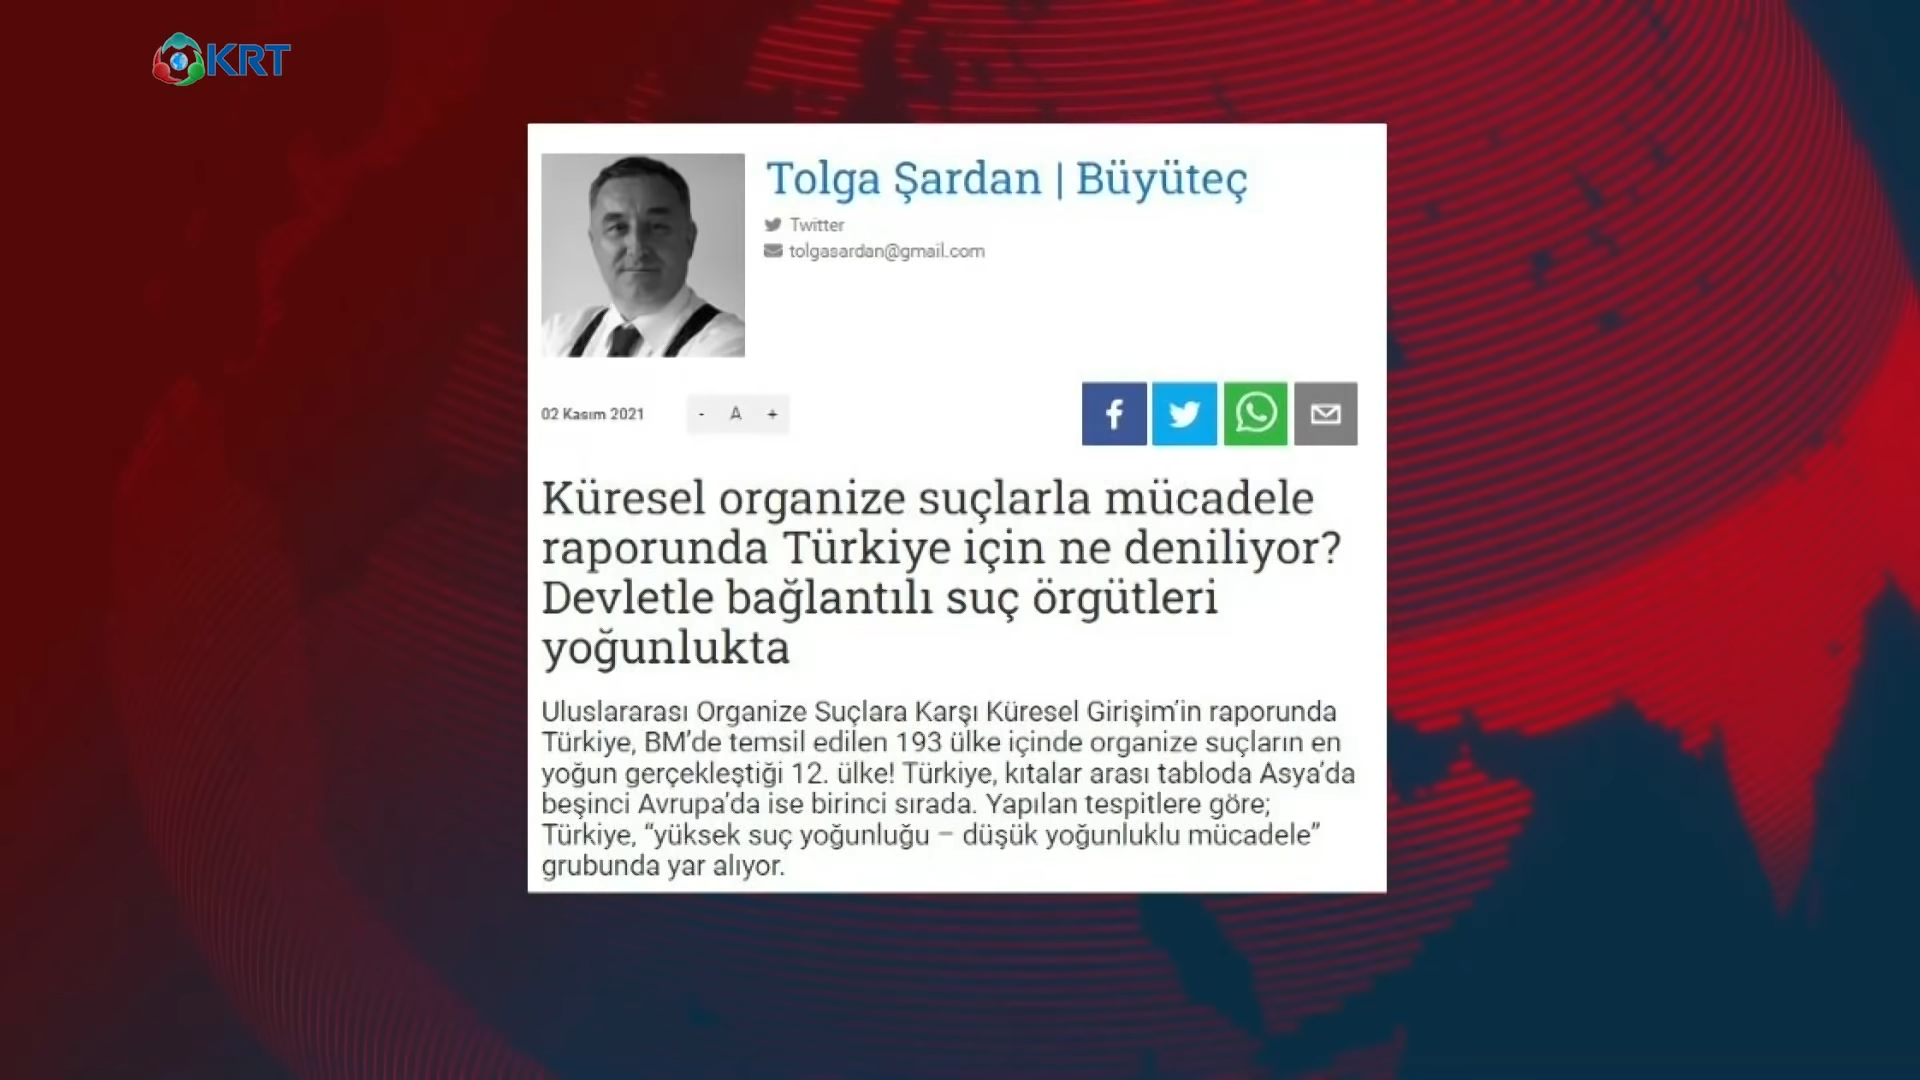 KRT
Tolga Şardan | Büyüteç
Twitter
tolgasardan@gmail.com
02 Kasım 2021
- A +
Küresel organize suçlarla mücadele
raporunda Türkiye için ne deniliyor?
Devletle bağlantılı suç örgütleri
yoğunlukta
Uluslararası Organize Suçlara Karşı Küresel Girişim’in raporunda
Türkiye, BM’de temsil edilen 193 ülke içinde organize suçların en
yoğun gerçekleştiği 12. ülke! Türkiye, kıtalar arası tabloda Asya’da
beşinci Avrupa’da ise birinci sırada. Yapılan tespitlere göre;
Türkiye, “yüksek suç yoğunluğu – düşük yoğunluklu mücadele”
grubunda yar alıyor.